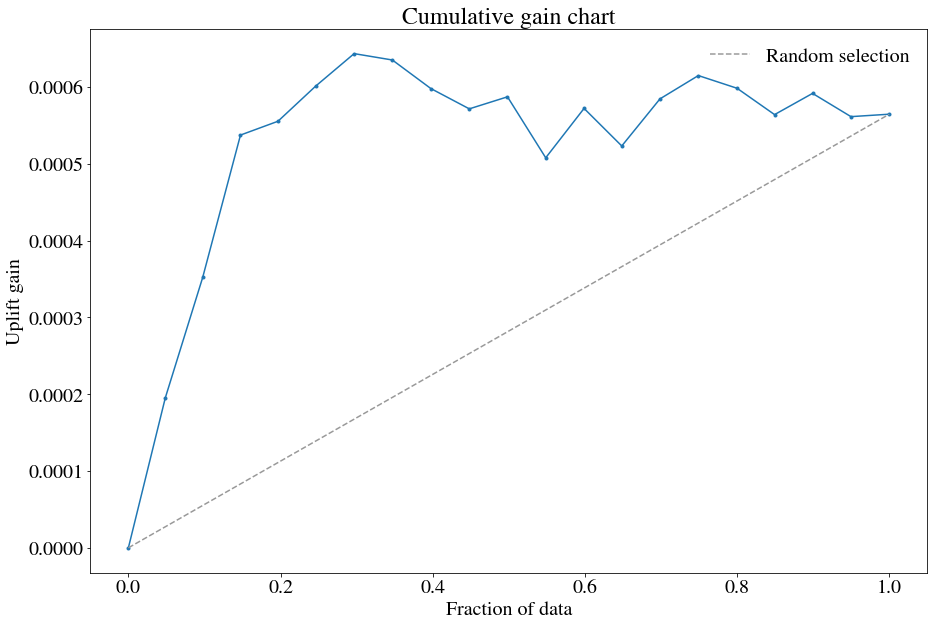 Cumulative gain chart
Random selection
Uplift gain
0.0006
0.0005
0.0004
0.0003
0.0002
0.0001
0.0000
0.0 0.2 0.4 0.6 0.8 1.0
Fraction of data